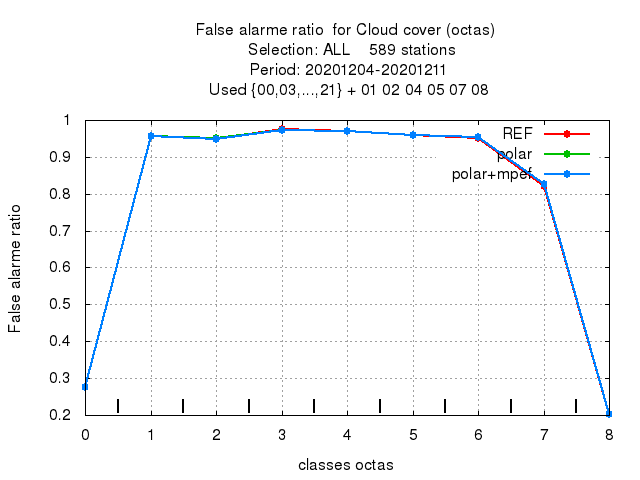 False alarme ratio  for Cloud cover (octas)
Selection: ALL    589 stations
Period: 20201204-20201211
Used {00,03,...,21} + 01 02 04 05 07 08
REF
polar
polar+mpef
1
0.9
0.8
0.7
0.6
0.5
0.4
0.3
0.2
False alarme ratio
0 1 2 3 4 5 6 7 8
classes octas